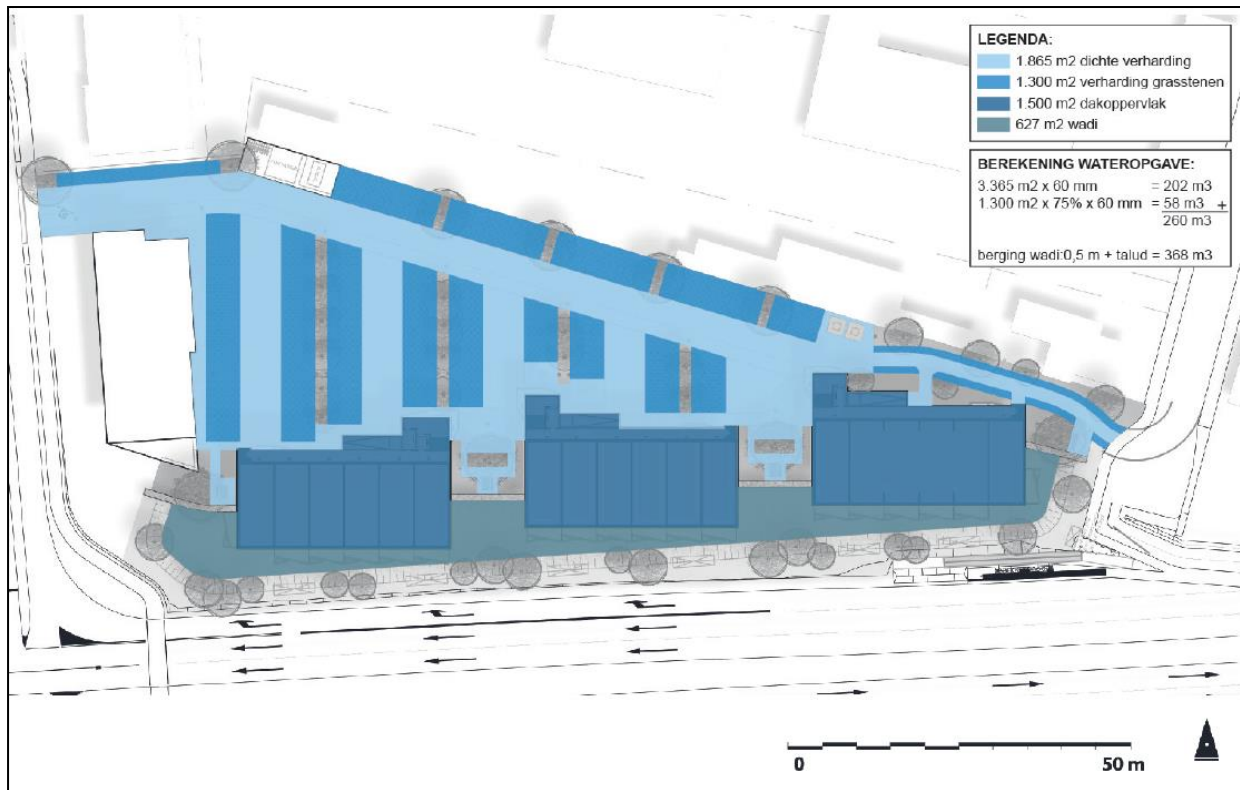 LEGENDA:
1.865 m2 dichte verharding
1.300 m2 verharding grasstenen
1.500 m2 dakoppervlak
627 m2 wadi
BEREKENING WATEROPGAVE:
3.365 m2 x 60 mm = 202 m3
1.300 m2 x 75% x 60 mm = 58 m3 +
260 m3
berging wadi:0,5 m + talud = 368 m3
0 50 m